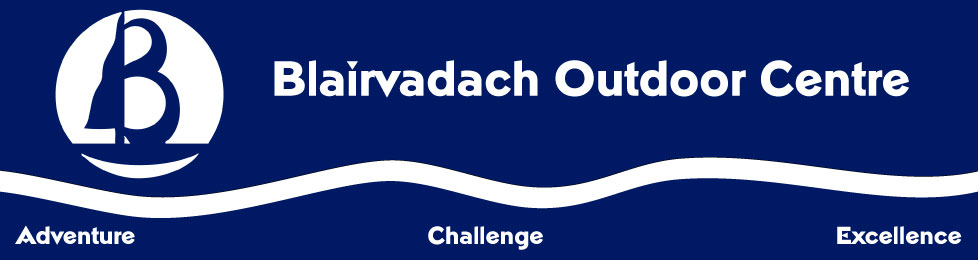 Blairvadach Outdoor Centre
Adventure Challenge Excellence